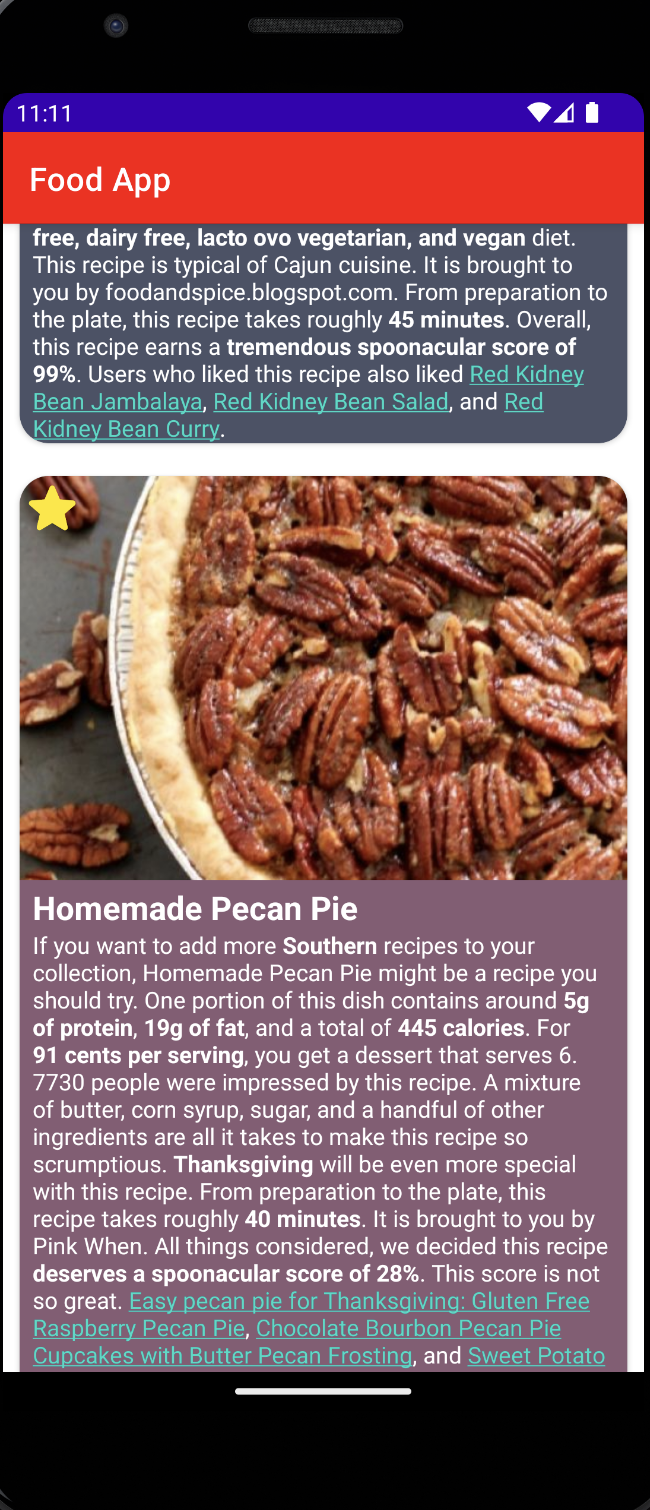 11:11
Food App
free, dairy free, lacto ovo vegetarian, and vegan diet.
This recipe is typical of Cajun cuisine. It is brought to
you by foodandspice.blogspot.com. From preparation to
the plate, this recipe takes roughly 45 minutes. Overall,
this recipe earns a tremendous spoonacular score of
99%. Users who liked this recipe also liked Red Kidney
Bean Jambalaya, Red Kidney Bean Salad, and Red
Kidney Bean Curry.
Homemade Pecan Pie
If you want to add more Southern recipes to your
collection, Homemade Pecan Pie might be a recipe you
should try. One portion of this dish contains around 5g
of protein, 19g of fat, and a total of 445 calories. For
91 cents per serving, you get a dessert that serves 6.
7730 people were impressed by this recipe. A mixture
of butter, corn syrup, sugar, and a handful of other
ingredients are all it takes to make this recipe so
scrumptious. Thanksgiving will be even more special
with this recipe. From preparation to the plate, this
recipe takes roughly 40 minutes. It is brought to you by
Pink When. All things considered, we decided this recipe
deserves a spoonacular score of 28%. This score is not
so great. Easy pecan pie for Thanksgiving: Gluten Free
Raspberry Pecan Pie, Chocolate Bourbon Pecan Pie
Cupcakes with Butter Pecan Frosting, and Sweet Potato